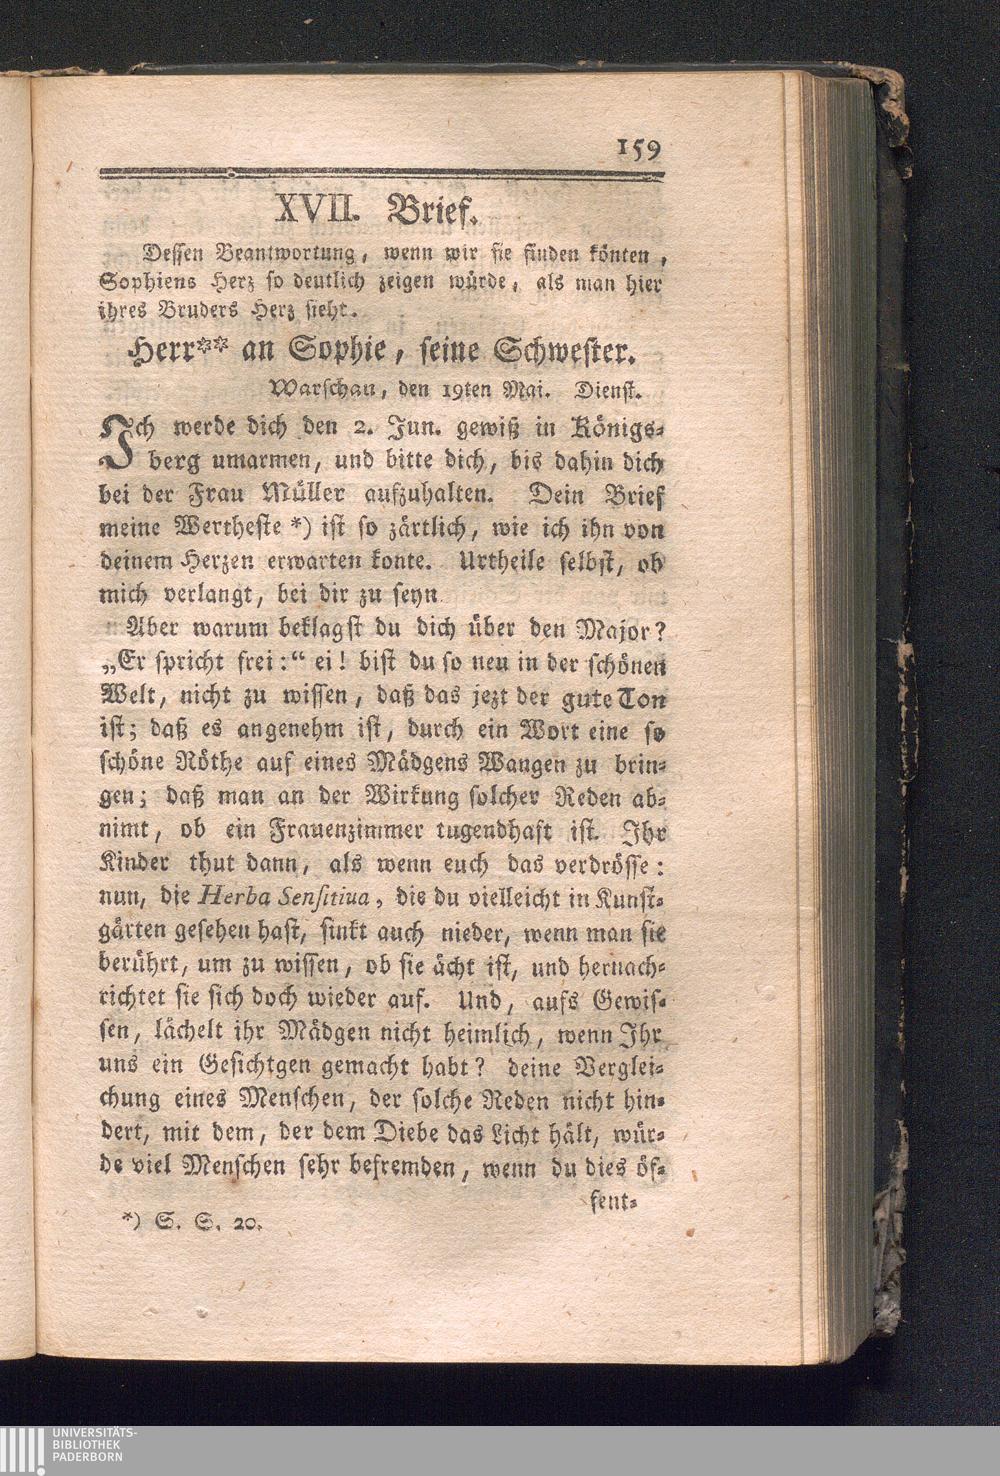 159
XVII. Brief.
Dessen Beantwortung, wenn wir sie finden könten,
Sophiens Herz so deutlich zeigen würde, als man hier
ihres Bruders Herz sieht.
Herr** an Sophie, seine Schwester.
Warschau, den 19ten Mai. Dienst.
Ich werde dich den 2. Jun. gewiß in Königs-
berg umarmen, und bitte dich, bis dahin dich
bei der Frau Müller aufzuhalten. Dein Brief
meine Wertheste *) ist so zärtlich, wie ich ihn von
deinem Herzen erwarten konte. Urtheile selbst, ob
mich verlangt, bei dir zu seyn
Aber warum beklagst du dich über den Major?
„Er spricht frei:“ ei! bist du so neu in der schönen
Welt, nicht zu wissen, daß das jezt der gute Ton
ist; daß es angenehm ist, durch ein Wort eine so
schöne Röthe auf eines Mädgens Wangen zu brin-
gen; daß man an der Wirkung solcher Reden ab-
nimt, ob ein Frauenzimmer tugendhaft ist. Ihr
Kinder thut dann, als wenn euch das verdrösse:
nun, die Herba Sensitiua, die du vielleicht in Kunst-
gärten gesehen hast, sinkt auch nieder, wenn man sie
berührt, um zu wissen, ob sie ächt ist, und hernach-
richtet sie sich doch wieder auf. Und, aufs Gewis-
sen, lächelt ihr Mädgen nicht heimlich, wenn Ihr
uns ein Gesichtgen gemacht habt? deine Verglei-
chung eines Menschen, der solche Reden nicht hin-
dert, mit dem, der dem Diebe das Licht hält, wür-
de viel Menschen sehr befremden, wenn du dies öf-
fent-
*) S. S. 20.
UNIVERSITÄTS-
BIBLIOTHEK
PADERBORN